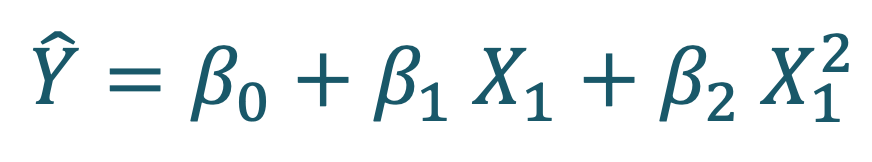 Ŷ = β₀ + β₁ X₁ + β₂ X₁²